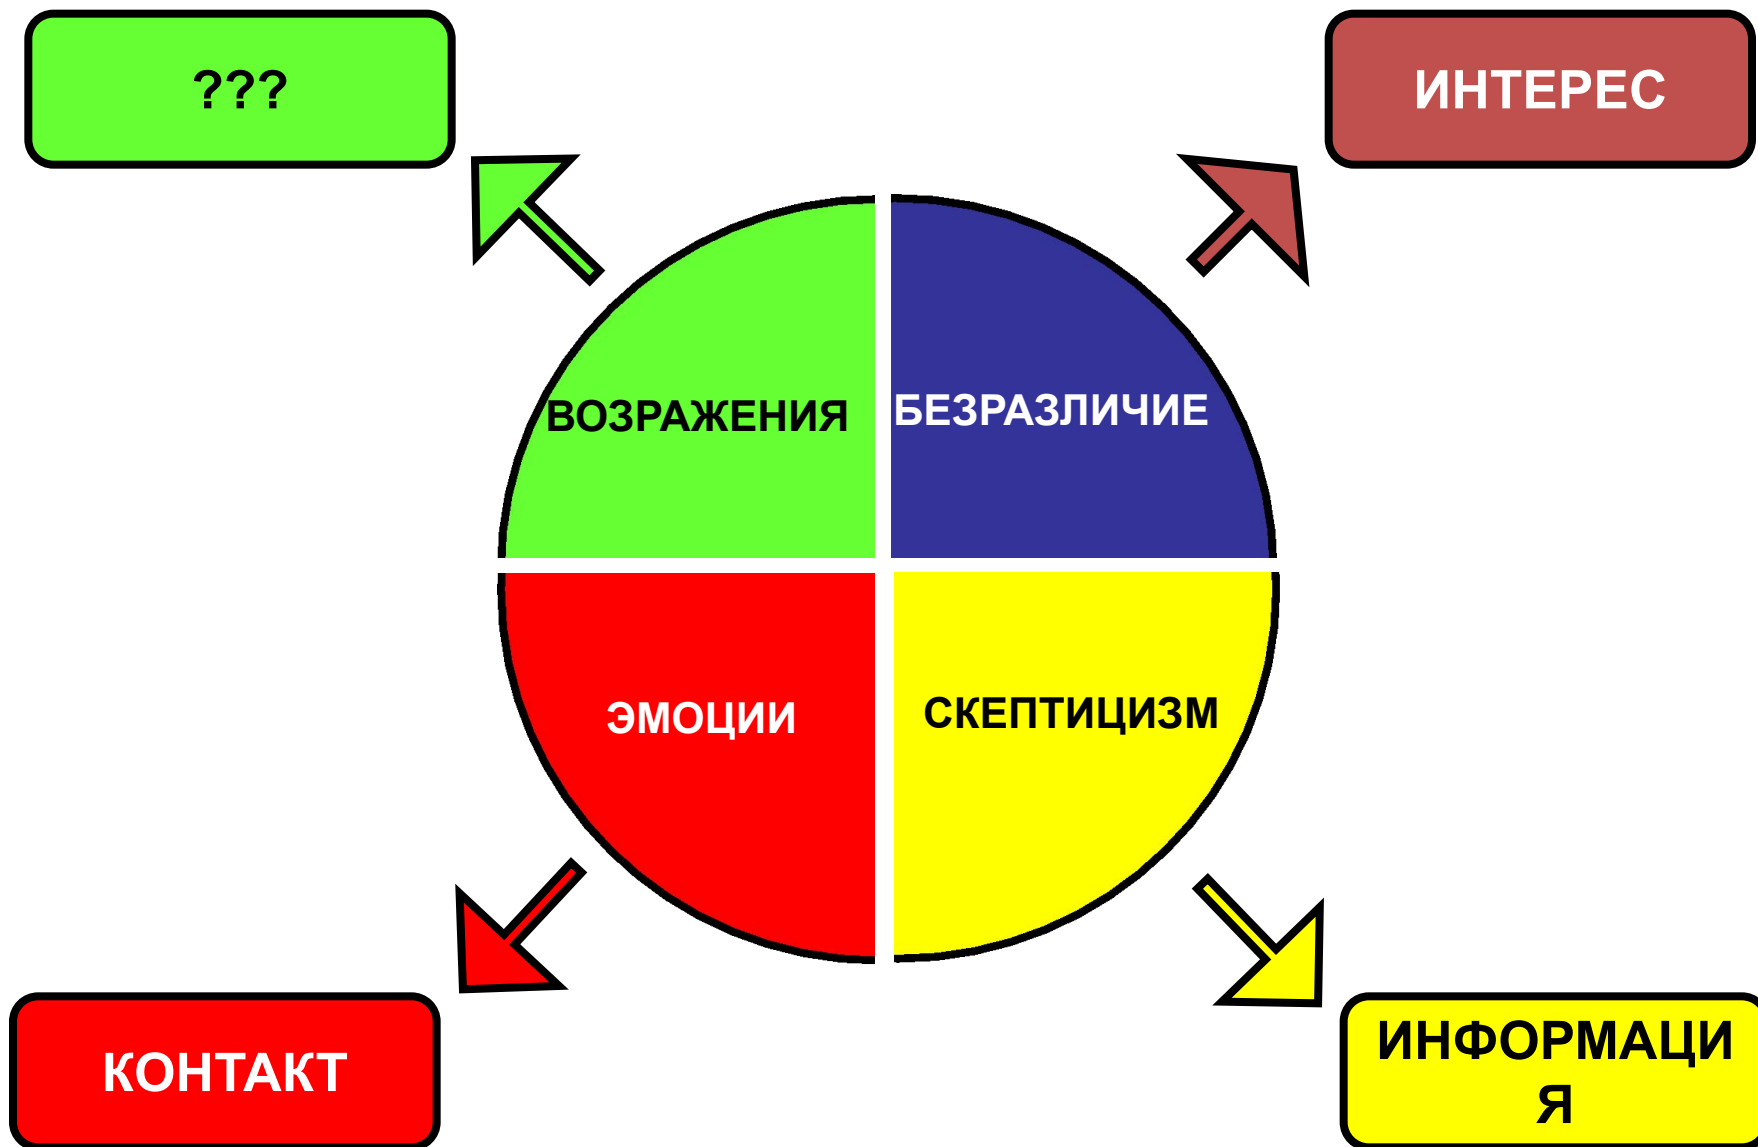 ???
ИНТЕРЕС
ВОЗРАЖЕНИЯ
БЕЗРАЗЛИЧИЕ
ЭМОЦИИ
СКЕПТИЦИЗМ
КОНТАКТ
ИНФОРМАЦИ
Я